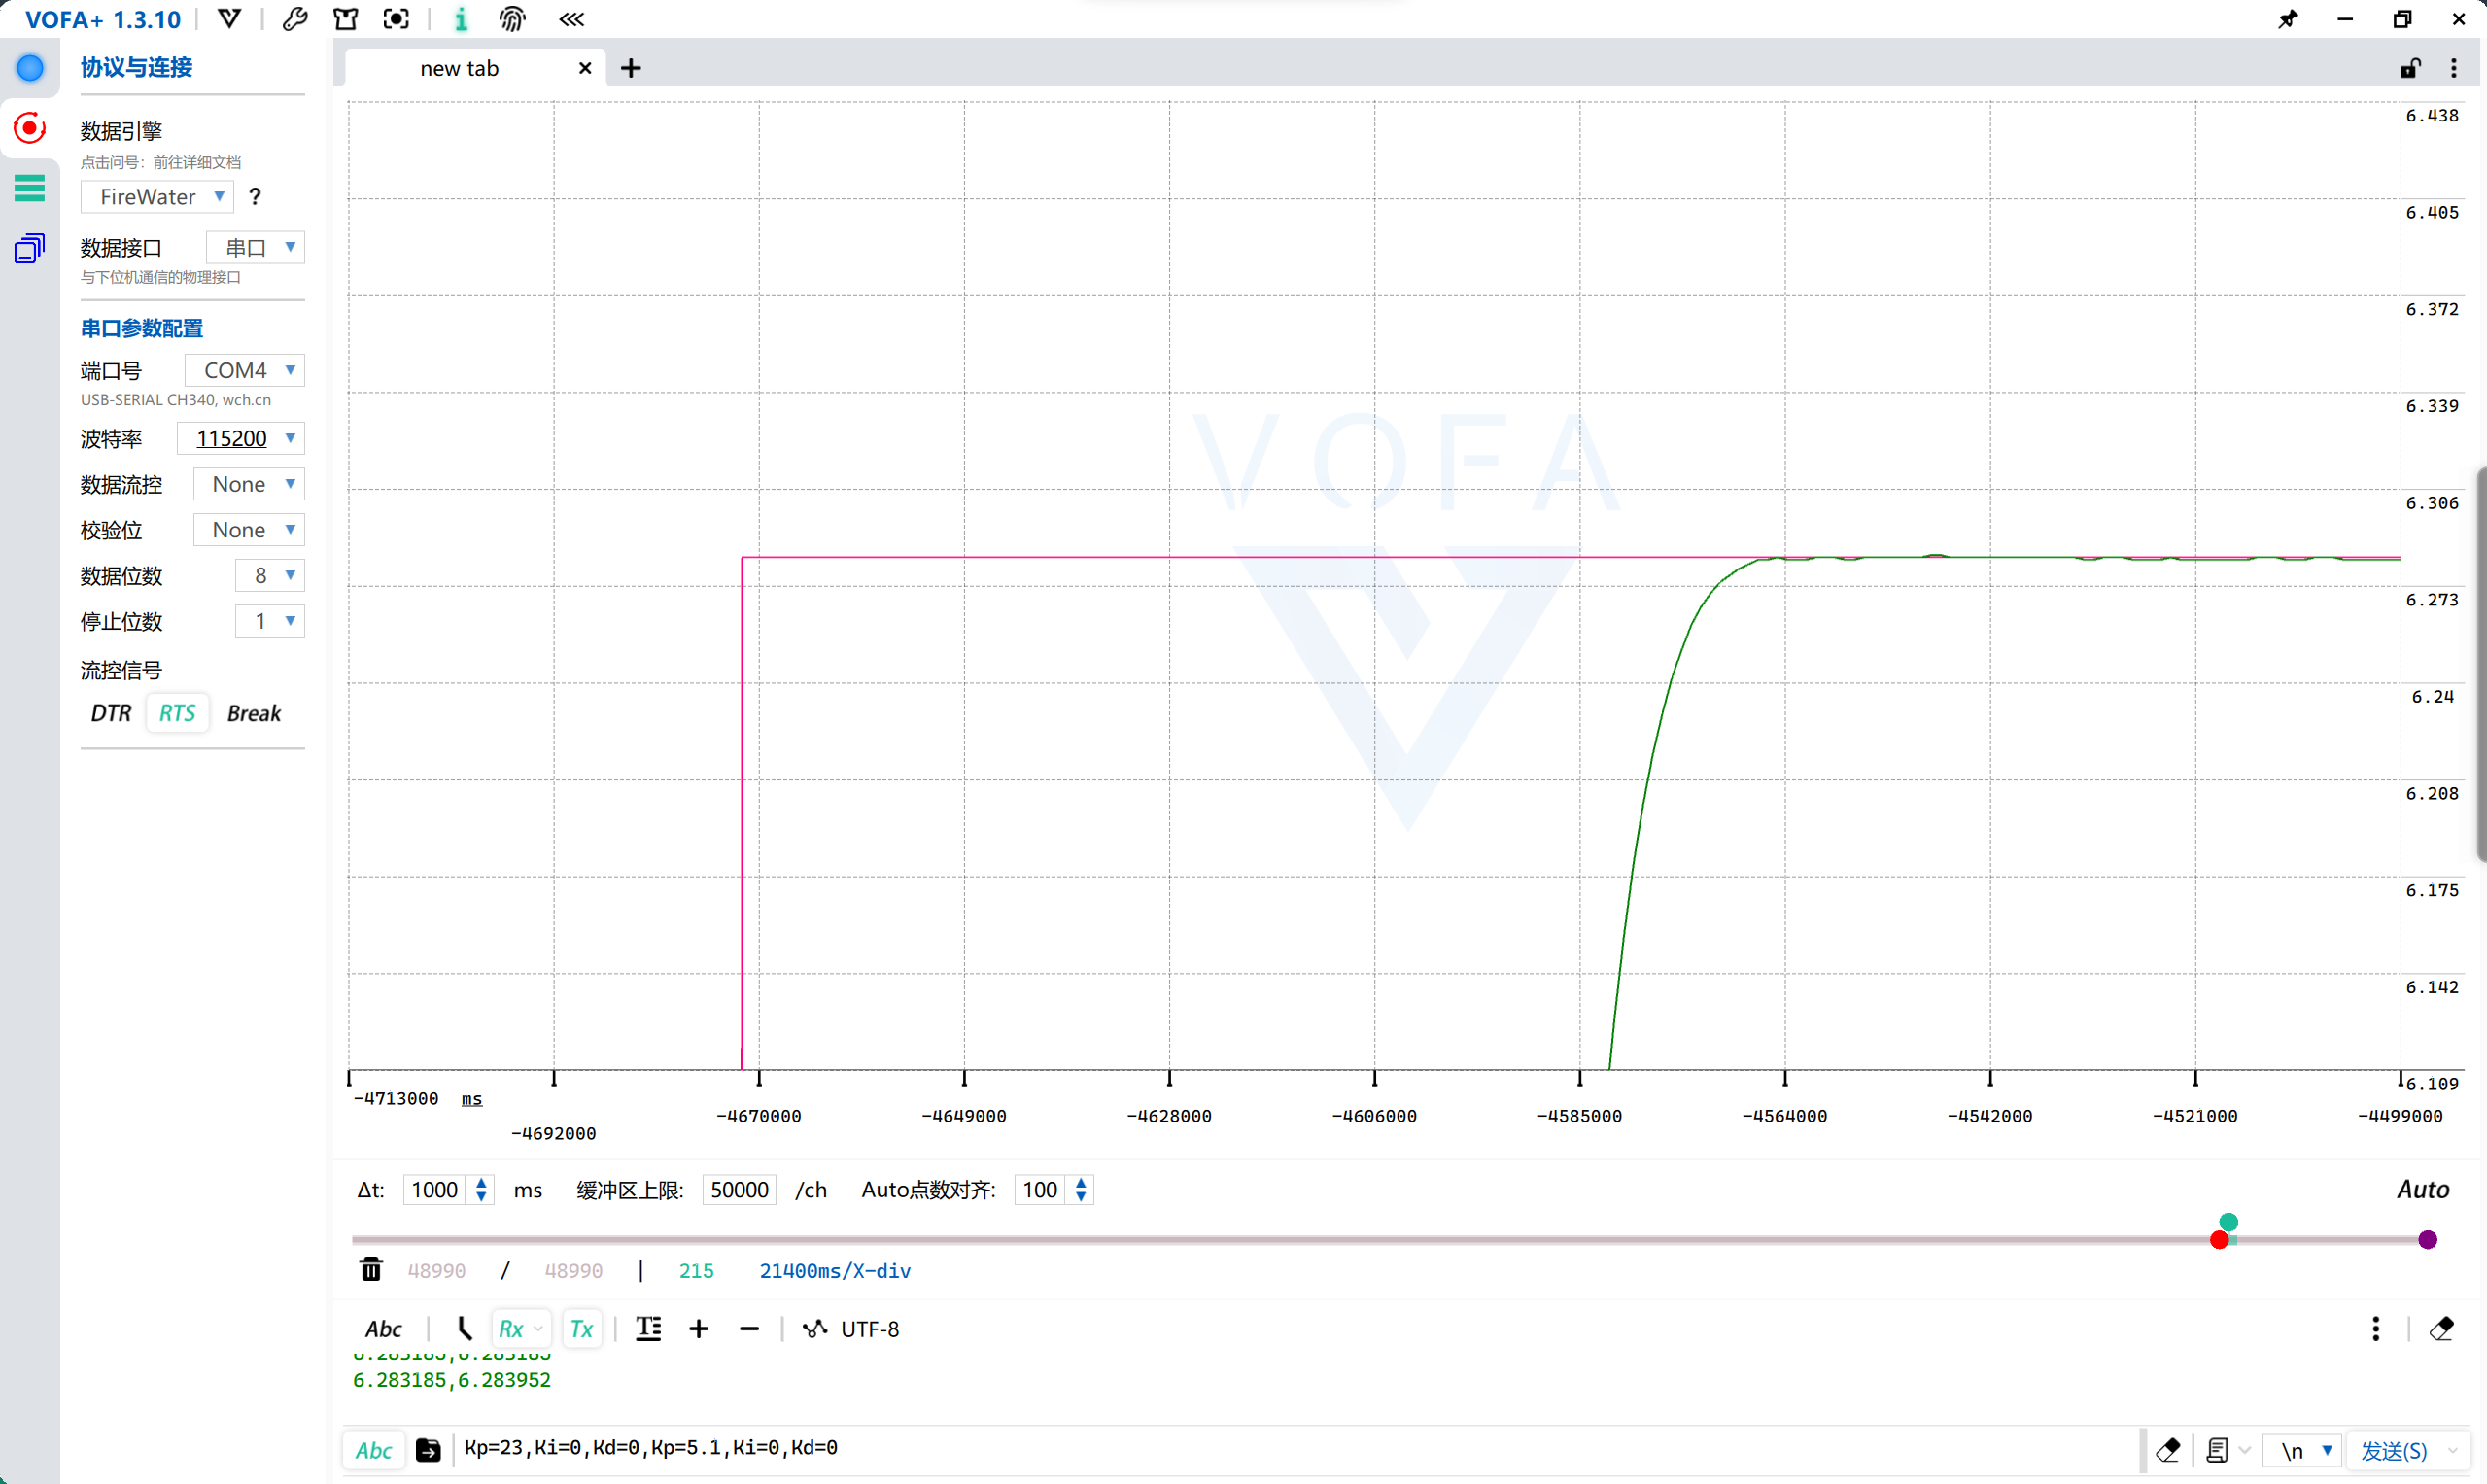 VOFA+ 1.3.10
协议与连接
new tab
数据引擎
点击问号：前往详细文档
FireWater ?
数据接口 串口
与下位机通信的物理接口
串口参数配置
端口号 COM4
USB-SERIAL CH340, wch.cn
波特率 115200
数据流控 None
校验位 None
数据位数 8
停止位数 1
流控信号
DTR RTS Break
VOFA
6.438
6.405
6.372
6.339
6.306
6.273
6.24
6.208
6.175
6.142
6.109
-4713000 ms
-4692000
-4670000 -4649000 -4628000 -4606000 -4585000 -4564000 -4542000 -4521000 -4499000
Δt: 1000 ms 缓冲区上限: 50000 /ch Auto点数对齐: 100 Auto
48990 / 48990 | 215 21400ms/X-div
Abc Rx Tx UTF-8
6.283185,6.283952
Abc Kp=23,Ki=0,Kd=0,Kp=5.1,Ki=0,Kd=0 \n 发送(S)